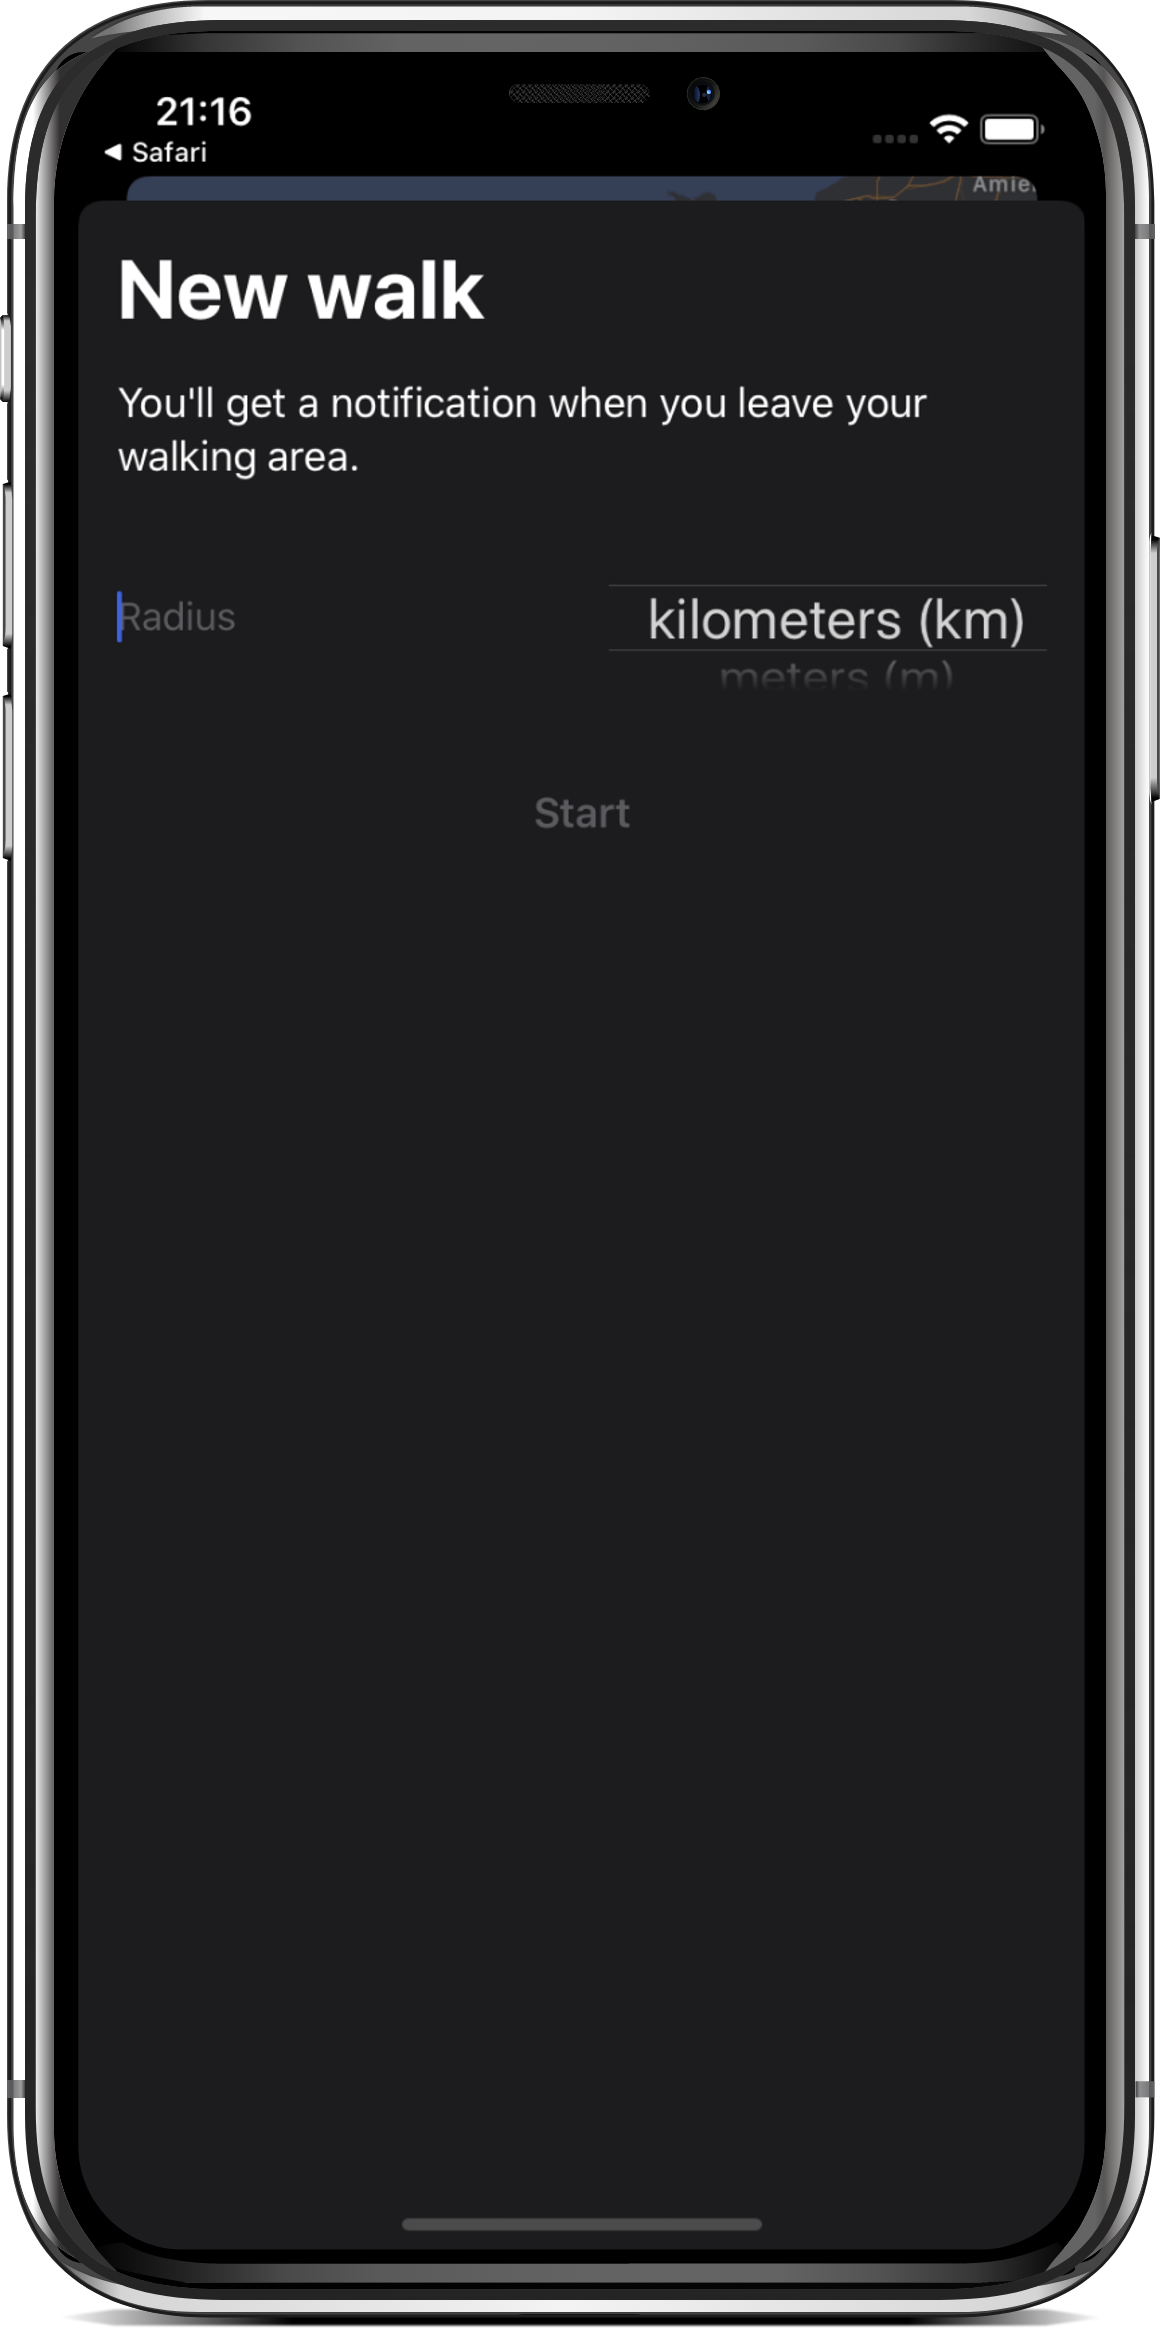 21:16
◀ Safari
New walk
You'll get a notification when you leave your
walking area.
Radius
kilometers (km)
meters (m)
Start